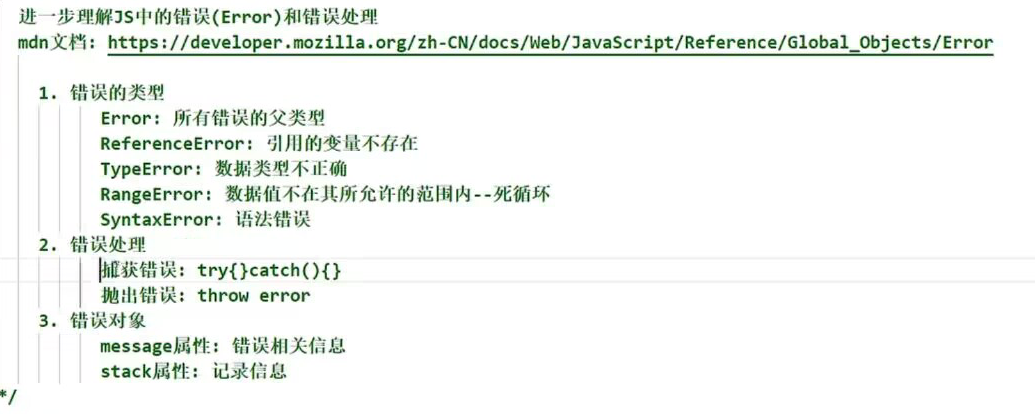 进一步理解JS中的错误(Error)和错误处理
mdn文档: https://developer.mozilla.org/zh-CN/docs/Web/JavaScript/Reference/Global_Objects/Error
1. 错误的类型
Error: 所有错误的父类型
ReferenceError: 引用的变量不存在
TypeError: 数据类型不正确
RangeError: 数据值不在其所允许的范围内--死循环
SyntaxError: 语法错误
2. 错误处理
捕获错误: try{}catch(){}
抛出错误: throw error
3. 错误对象
message属性: 错误相关信息
stack属性: 记录信息
*/